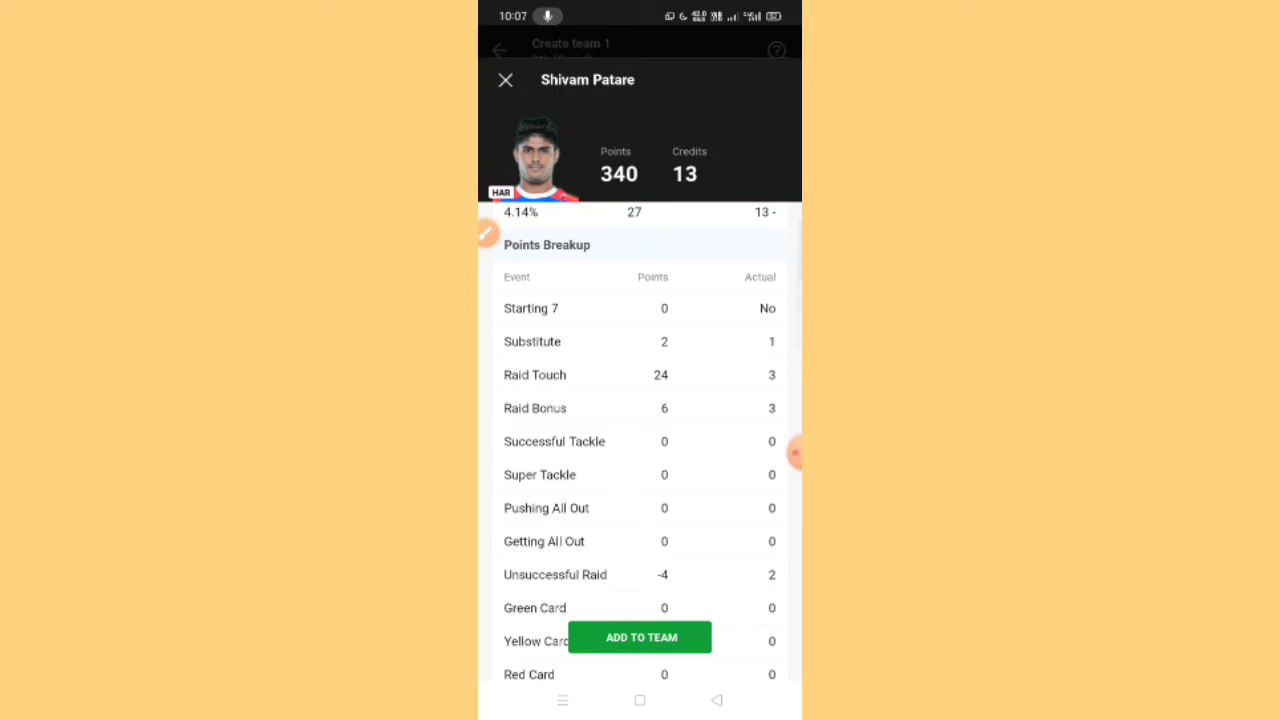 10:07
Create team 1
Shivam Patare
Points Credits
340 13
HAR
4.14% 27 13 -
Points Breakup
Event Points Actual
Starting 7 0 No
Substitute 2 1
Raid Touch 24 3
Raid Bonus 6 3
Successful Tackle 0 0
Super Tackle 0 0
Pushing All Out 0 0
Getting All Out 0 0
Unsuccessful Raid -4 2
Green Card 0 0
Yellow Card 0
ADD TO TEAM
Red Card 0 0